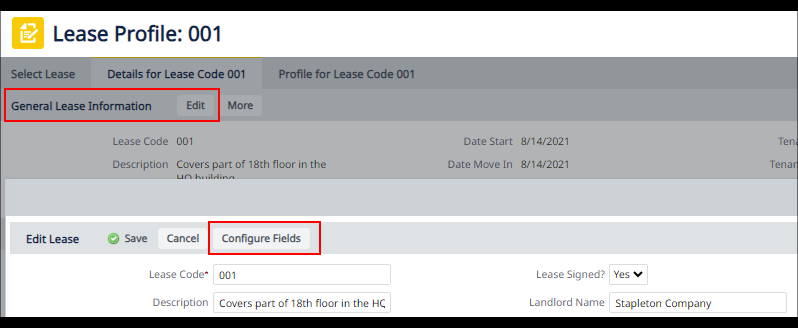 Lease Profile: 001
Select Lease Details for Lease Code 001 Profile for Lease Code 001
General Lease Information Edit More
Lease Code 001 Date Start 8/14/2021 Tena
Description Covers part of 18th floor in the Date Move In 8/14/2021 Tenan
HQ building
Edit Lease Save Cancel Configure Fields
Lease Code* 001 Lease Signed? Yes
Description Covers part of 18th floor in the HQ Landlord Name Stapleton Company